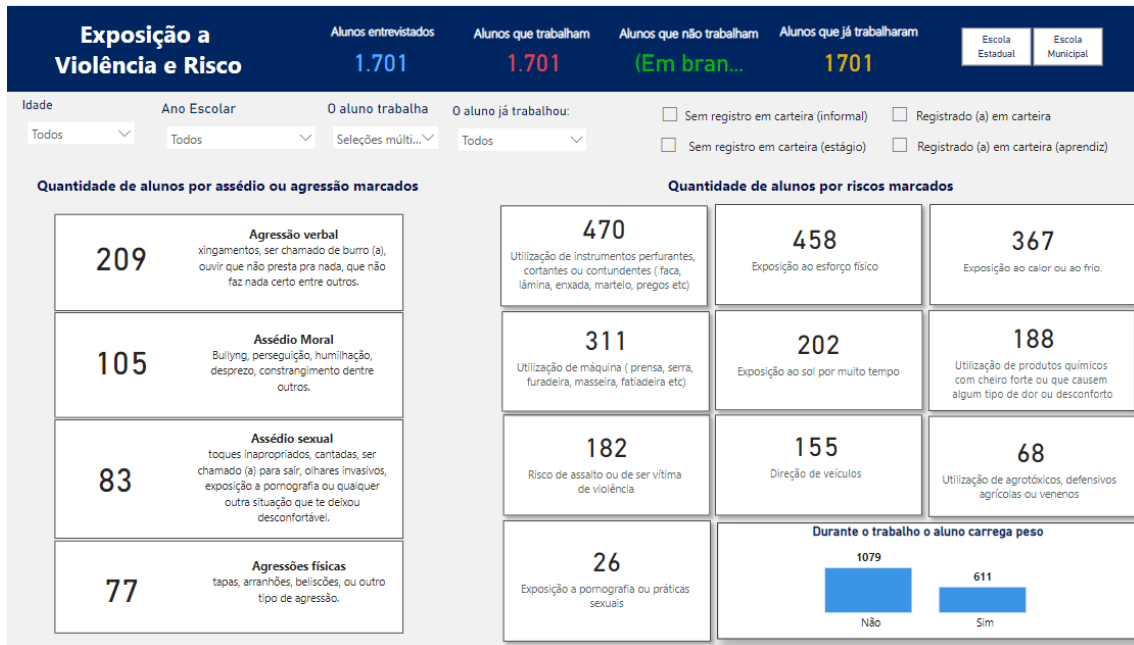 Exposição a
Violência e Risco
Alunos entrevistados
1.701
Alunos que trabalham
1.701
Alunos que não trabalham
(Em bran...
Alunos que já trabalharam
1701
Escola
Estadual
Escola
Municipal
Idade
Todos
Ano Escolar
Todos
O aluno trabalha
Seleções múlti...
O aluno já trabalhou:
Todos
Sem registro em carteira (informal)
Registrado (a) em carteira
Sem registro em carteira (estágio)
Registrado (a) em carteira (aprendiz)
Quantidade de alunos por assédio ou agressão marcados
209
Agressão verbal
xingamentos, ser chamado de burro (a),
ouvir que não presta pra nada, que não
faz nada certo entre outros.
105
Assédio Moral
Bullyng, perseguição, humilhação,
desprezo, constrangimento dentre
outros.
83
Assédio sexual
toques inapropriados, cantadas, ser
chamado (a) para sair, olhares invasivos,
exposição a pornografia ou qualquer
outra situação que te deixou
desconfortável.
77
Agressões físicas
tapas, arranhões, beliscões, ou outro
tipo de agressão.
Quantidade de alunos por riscos marcados
470
Utilização de instrumentos perfurantes,
cortantes ou contundentes ( faca,
lâmina, enxada, martelo, pregos etc)
458
Exposição ao esforço físico
367
Exposição ao calor ou ao frio.
311
Utilização de máquina ( prensa, serra,
furadeira, masseira, fatiadeira etc)
202
Exposição ao sol por muito tempo
188
Utilização de produtos químicos
com cheiro forte ou que causem
algum tipo de dor ou desconforto
182
Risco de assalto ou de ser vítima
de violência
155
Direção de veículos
68
Utilização de agrotóxicos, defensivos
agrícolas ou venenos
26
Exposição a pornografia ou práticas
sexuais
Durante o trabalho o aluno carrega peso
1079
611
Não
Sim